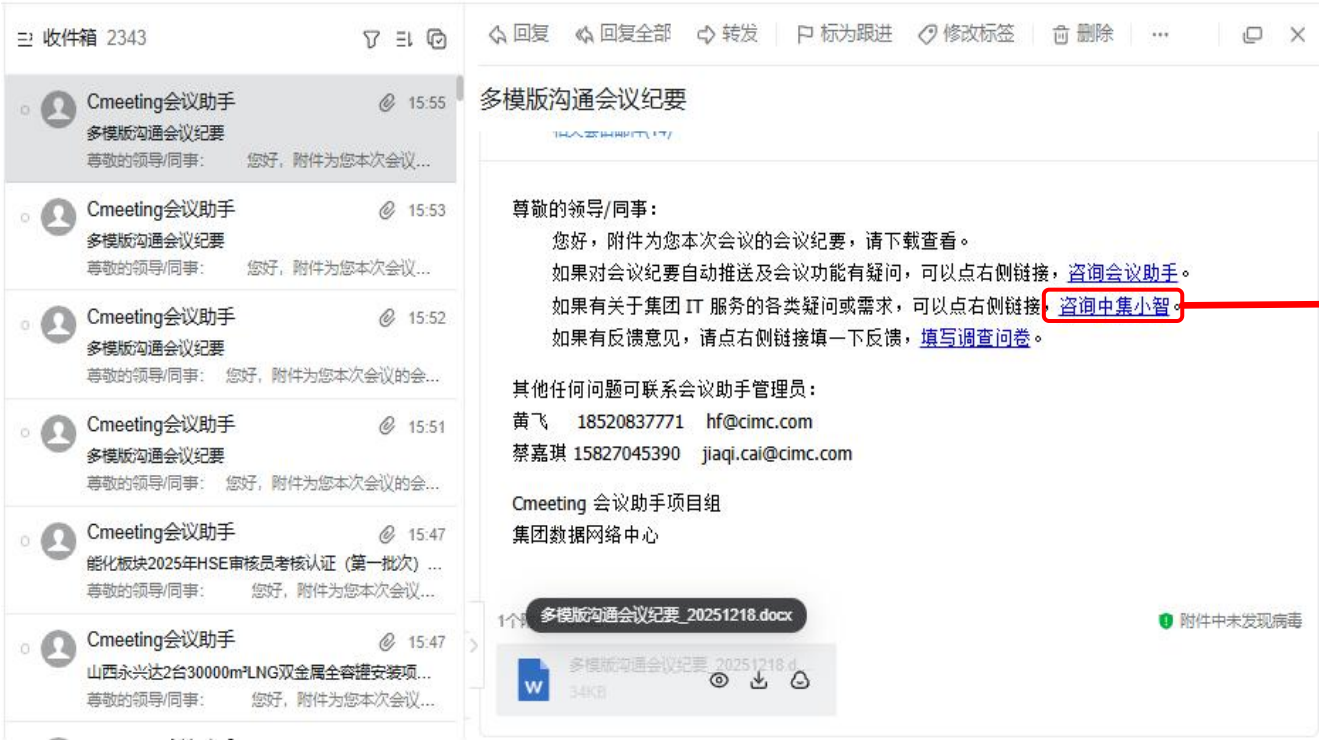 收件箱 2343
Cmeeting会议助手 15:55
多模版沟通会议纪要
尊敬的领导/同事： 您好，附件为您本次会议...
Cmeeting会议助手 15:53
多模版沟通会议纪要
尊敬的领导/同事： 您好，附件为您本次会议...
Cmeeting会议助手 15:52
多模版沟通会议纪要
尊敬的领导/同事： 您好，附件为您本次会议的会...
Cmeeting会议助手 15:51
多模版沟通会议纪要
尊敬的领导/同事： 您好，附件为您本次会议的会...
Cmeeting会议助手 15:47
能化板块2025年HSE审核员考核认证（第一批次）...
尊敬的领导/同事： 您好，附件为您本次会议...
Cmeeting会议助手 15:47
山西永兴达2台30000m³LNG双金属全容罐安装项...
尊敬的领导/同事： 您好，附件为您本次会议...
回复 回复全部 转发 标为跟进 修改标签 删除 ...
多模版沟通会议纪要
尊敬的领导/同事：
您好，附件为您本次会议的会议纪要，请下载查看。
如果对会议纪要自动推送及会议功能有疑问，可以点右侧链接，咨询会议助手。
如果有关于集团 IT 服务的各类疑问或需求，可以点右侧链接，咨询中集小智。
如果有反馈意见，请点右侧链接填一下反馈，填写调查问卷。
其他任何问题可联系会议助手管理员：
黄飞 18520837771 hf@cimc.com
蔡嘉琪 15827045390 jiaqi.cai@cimc.com
Cmeeting 会议助手项目组
集团数据网络中心
1个 多模版沟通会议纪要_20251218.docx 附件中未发现病毒
多模版沟通会议纪要_20251218.d
W 34KB